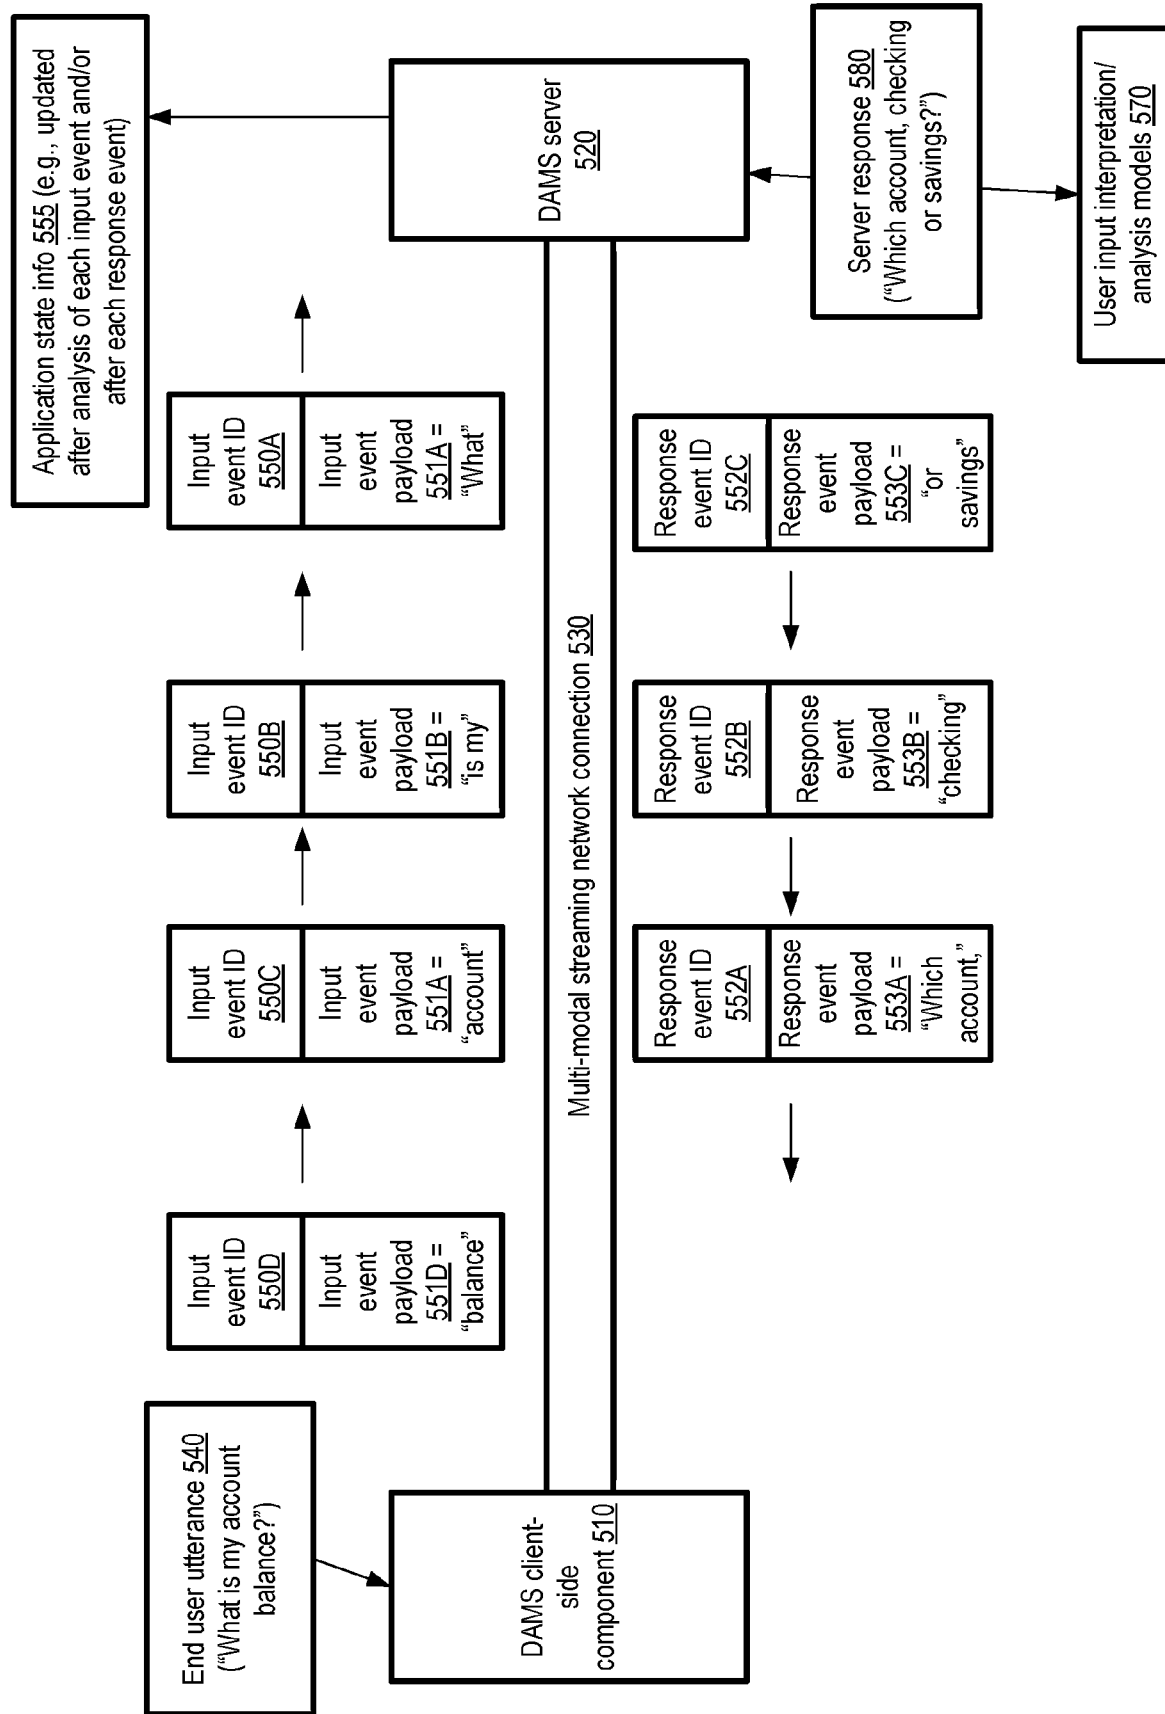 End user utterance 540
("What is my account
balance?")
DAMS client-
side
component 510
Input
event ID
550D
Input
event
payload
551D =
"balance"
Input
event ID
550C
Input
event
payload
551A =
"account"
Input
event ID
550B
Input
event
payload
551B =
"is my"
Input
event ID
550A
Input
event
payload
551A =
"What"
Application state info 555 (e.g., updated
after analysis of each input event and/or
after each response event)
Multi-modal streaming network connection 530
DAMS server
520
Response
event ID
552A
Response
event
payload
553A =
"Which
account,"
Response
event ID
552B
Response
event
payload
553B =
"checking"
Response
event ID
552C
Response
event
payload
553C =
"or
savings"
Server response 580
("Which account, checking
or savings?")
User input interpretation/
analysis models 570